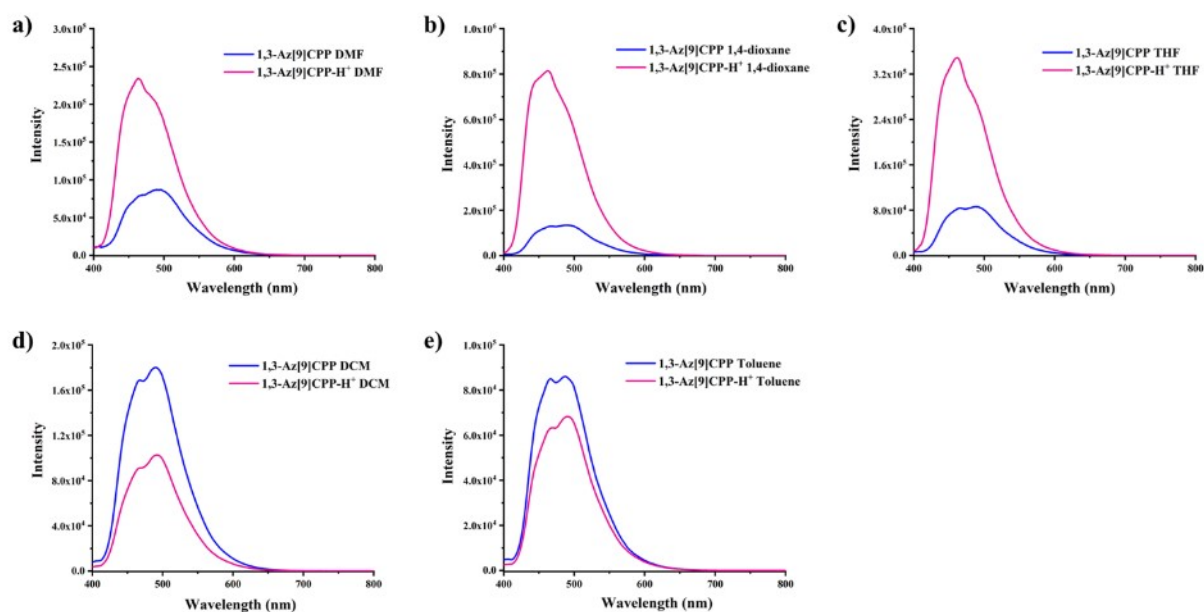 a)
3.0x10⁵
2.5x10⁵
2.0x10⁵
1.5x10⁵
1.0x10⁵
5.0x10⁴
0.0
Intensity
1,3-Az[9]CPP DMF
1,3-Az[9]CPP-H⁺ DMF
400 500 600 700 800
Wavelength (nm)
b)
1.0x10⁶
8.0x10⁵
6.0x10⁵
4.0x10⁵
2.0x10⁵
0.0
Intensity
1,3-Az[9]CPP 1,4-dioxane
1,3-Az[9]CPP-H⁺ 1,4-dioxane
400 500 600 700 800
Wavelength (nm)
c)
3.2x10⁵
2.4x10⁵
1.6x10⁵
8.0x10⁴
0.0
Intensity
1,3-Az[9]CPP THF
1,3-Az[9]CPP-H⁺ THF
400 500 600 700 800
Wavelength (nm)
d)
2.0x10⁵
1.6x10⁵
1.2x10⁵
8.0x10⁴
4.0x10⁴
0.0
Intensity
1,3-Az[9]CPP DCM
1,3-Az[9]CPP-H⁺ DCM
400 500 600 700 800
Wavelength (nm)
e)
1.0x10⁵
8.0x10⁴
6.0x10⁴
4.0x10⁴
2.0x10⁴
0.0
Intensity
1,3-Az[9]CPP Toluene
1,3-Az[9]CPP-H⁺ Toluene
400 500 600 700 800
Wavelength (nm)